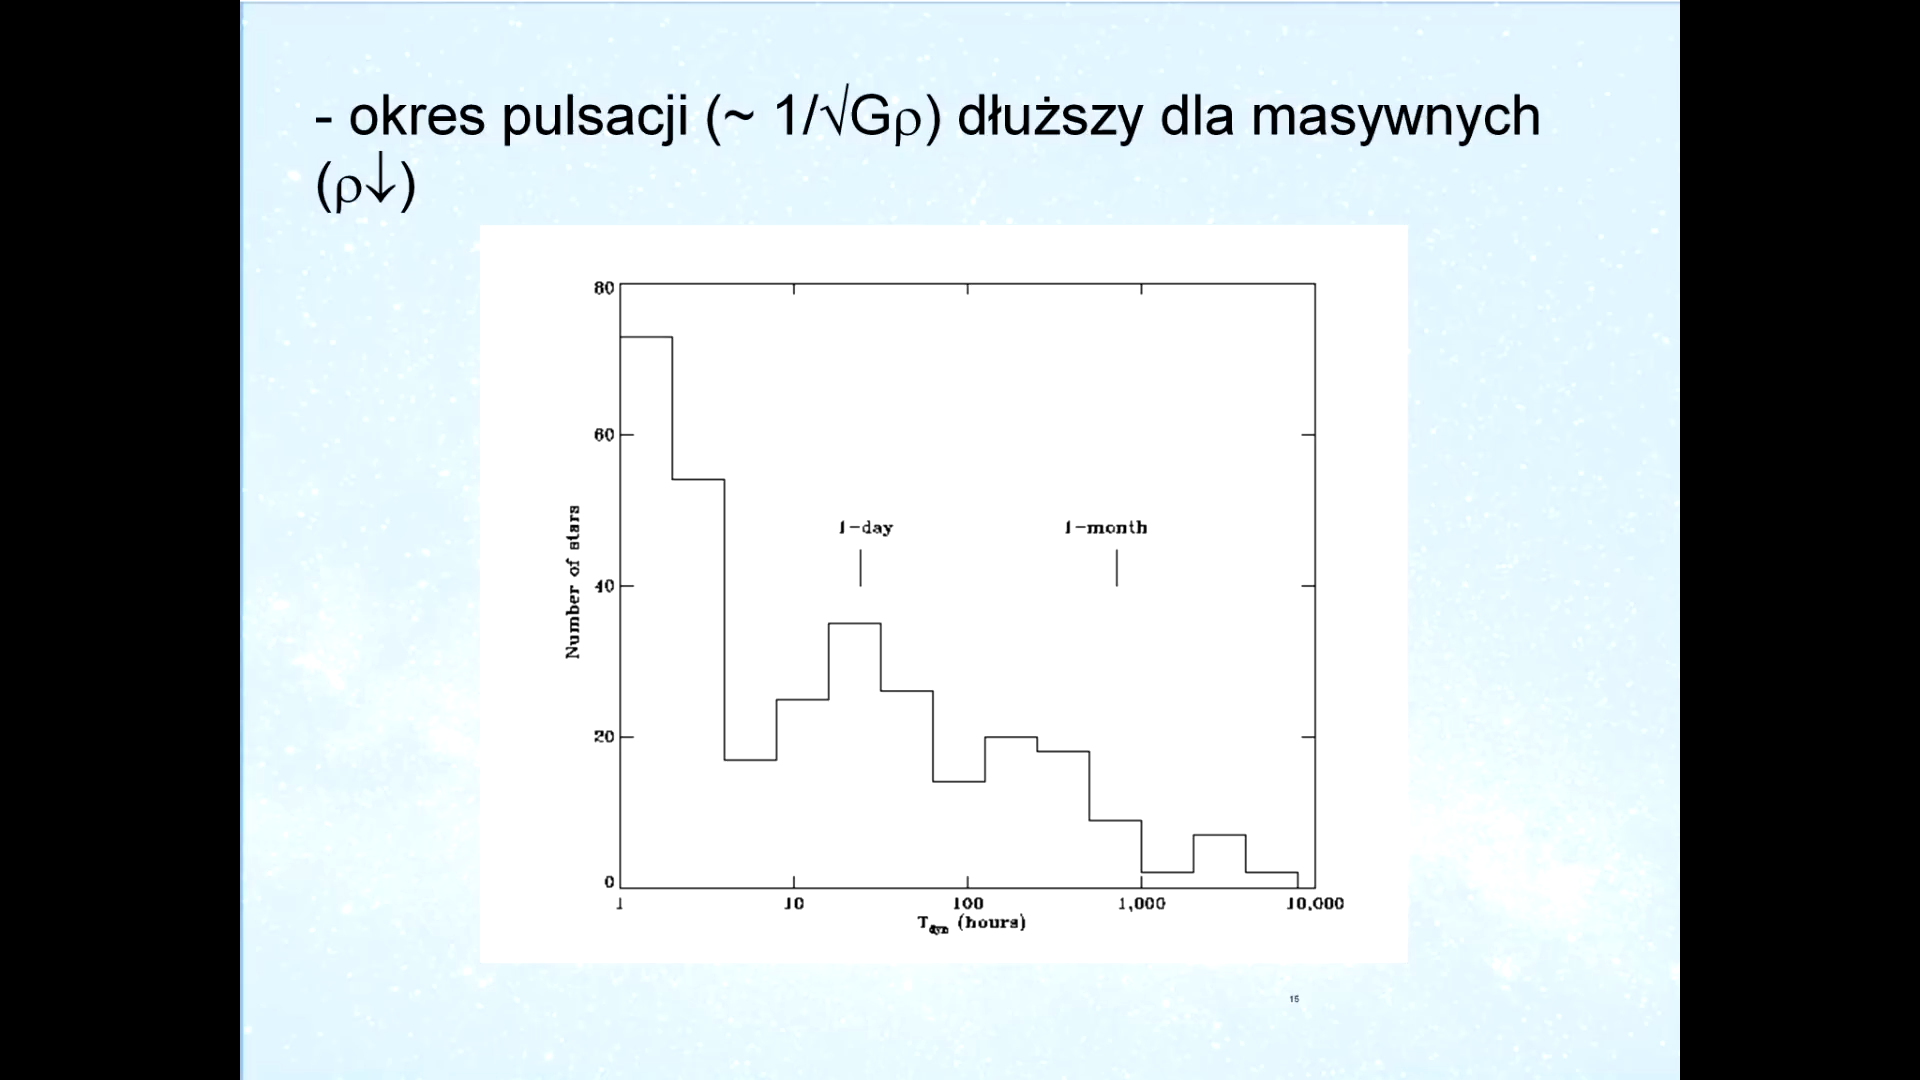 - okres pulsacji (~ 1/√Gρ) dłuższy dla masywnych
(ρ↓)
80
60
40
20
0
Number of stars
1-day
1-month
1
10
100
1,000
10,000
Tdyn (hours)
15